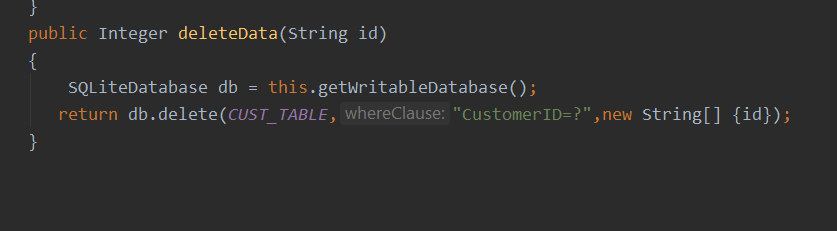 }
public Integer deleteData(String id)
{
SQLiteDatabase db = this.getWritableDatabase();
return db.delete(CUST_TABLE, whereClause: "CustomerID=?",new String[] {id});
}